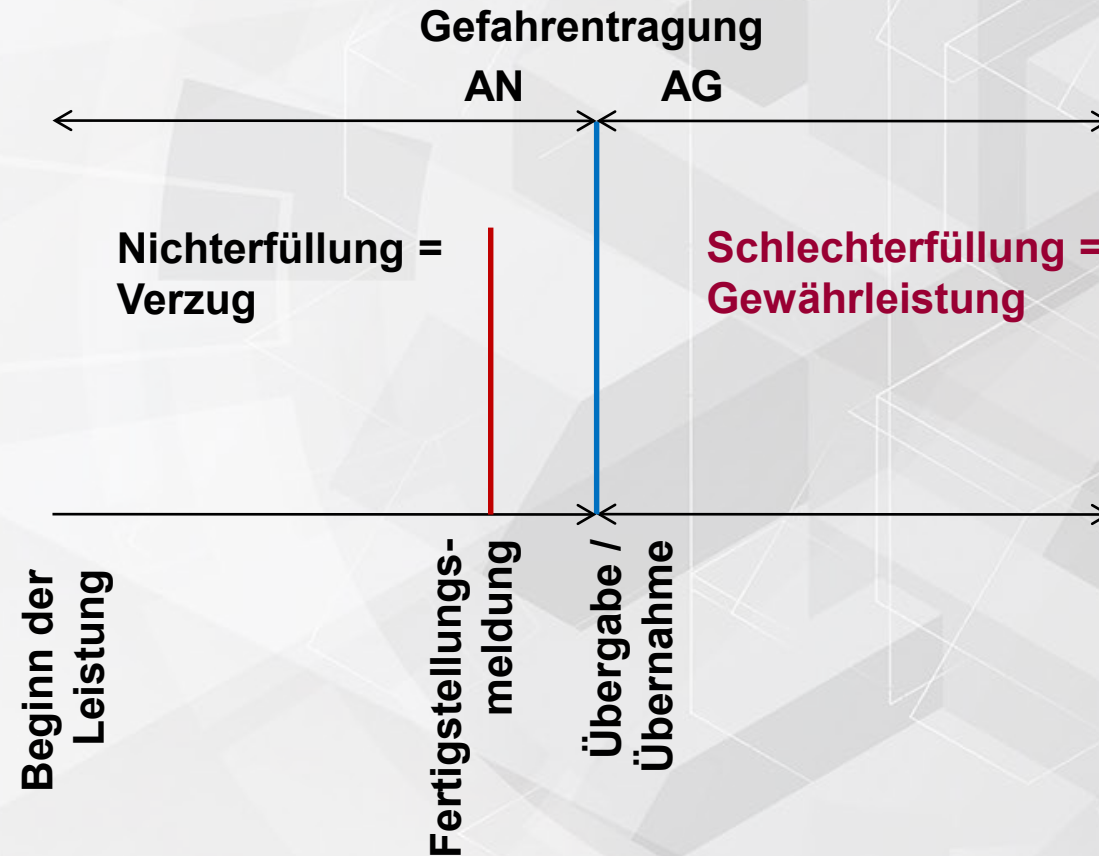 Gefahrentragung
AN AG
Nichterfüllung =
Verzug
Schlechterfüllung =
Gewährleistung
Beginn der
Leistung
Fertigstellungs-
meldung
Übergabe /
Übernahme